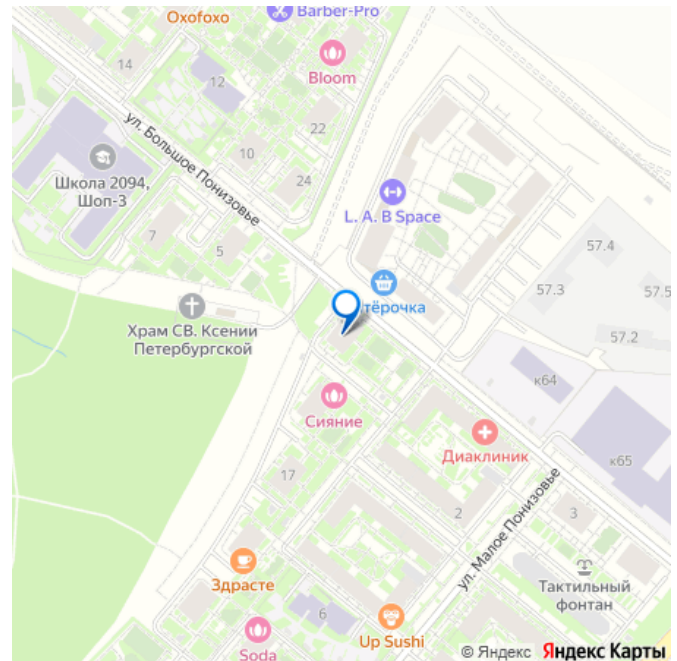 Oxofoxo
Barber-Pro
14
Bloom
12
22
ул. Большое Понизовье
10
24
Школа 2094,
Шоп-3
L. A. B Space
57.4
7
5
57.3
57.5
Храм СВ. Ксении
Петербургской
тёрочка
57.2
к64
Сияние
Диаклиник
к65
17
2
3
ул. Малое Понизовье
Здрасте
Тактильный
фонтан
6
Up Sushi
Soda
© Яндекс Яндекс Карты